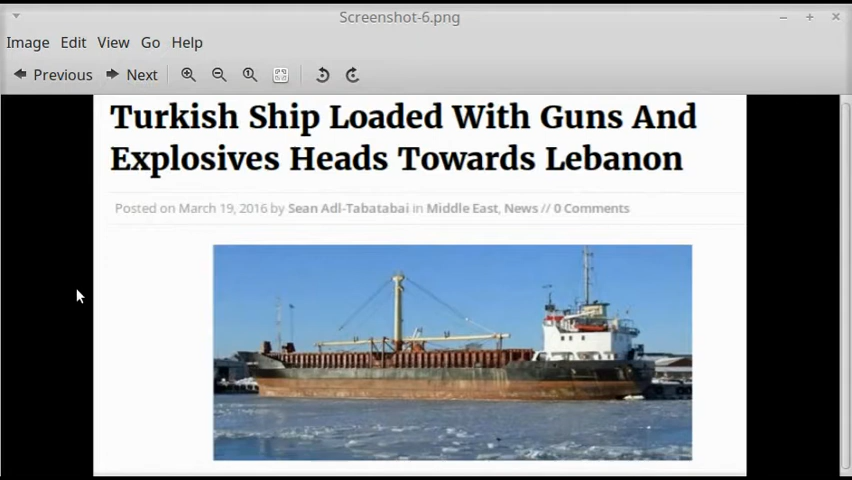 Screenshot-6.png
Image Edit View Go Help
Previous Next
Turkish Ship Loaded With Guns And
Explosives Heads Towards Lebanon
Posted on March 19, 2016 by Sean Adl-Tabatabai in Middle East, News // 0 Comments